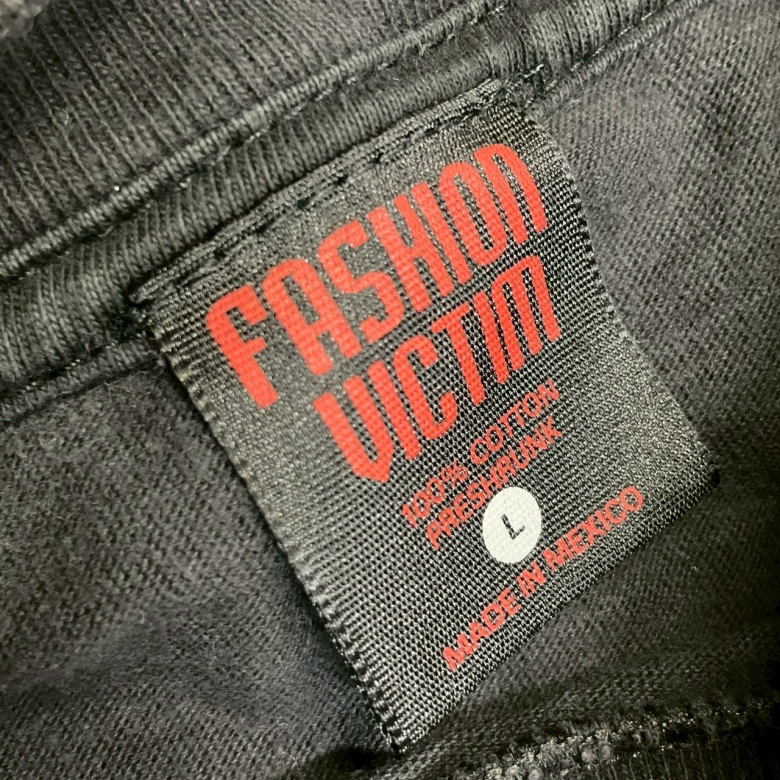 FASHION
VICTIM
100% COTTON
PRESHRUNK
L
MADE IN MEXICO